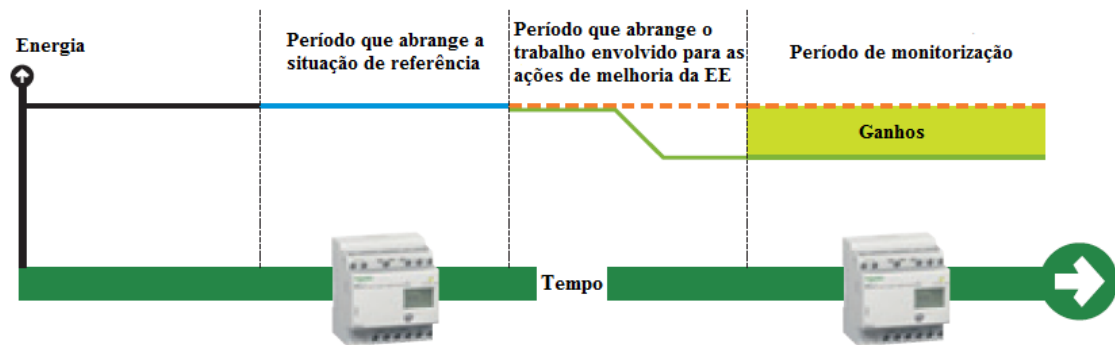 Energia
Período que abrange a
situação de referência
Período que abrange o
trabalho envolvido para as
ações de melhoria da EE
Período de monitorização
Ganhos
Tempo